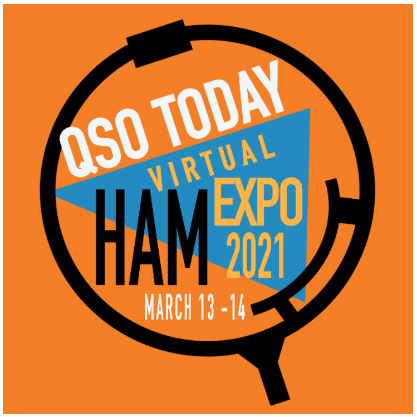 QSO TODAY
VIRTUAL
HAM EXPO
2021
MARCH 13 -14